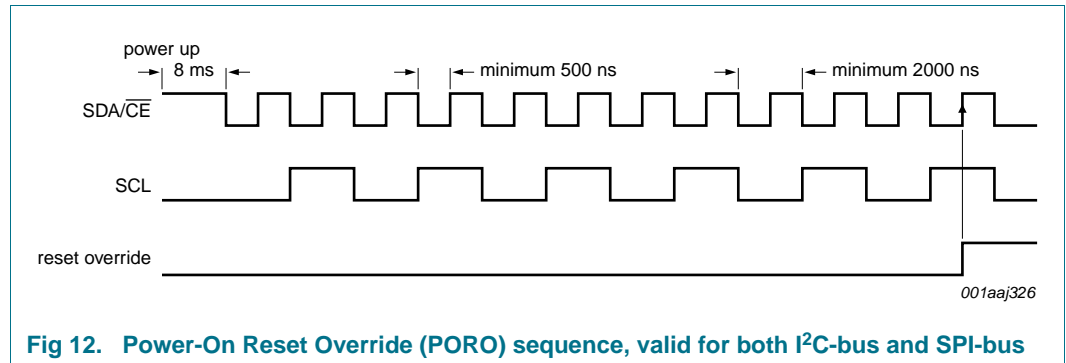 power up
8 ms
minimum 500 ns
minimum 2000 ns
SDA/CE
SCL
reset override
001aaj326
Fig 12. Power-On Reset Override (PORO) sequence, valid for both I²C-bus and SPI-bus